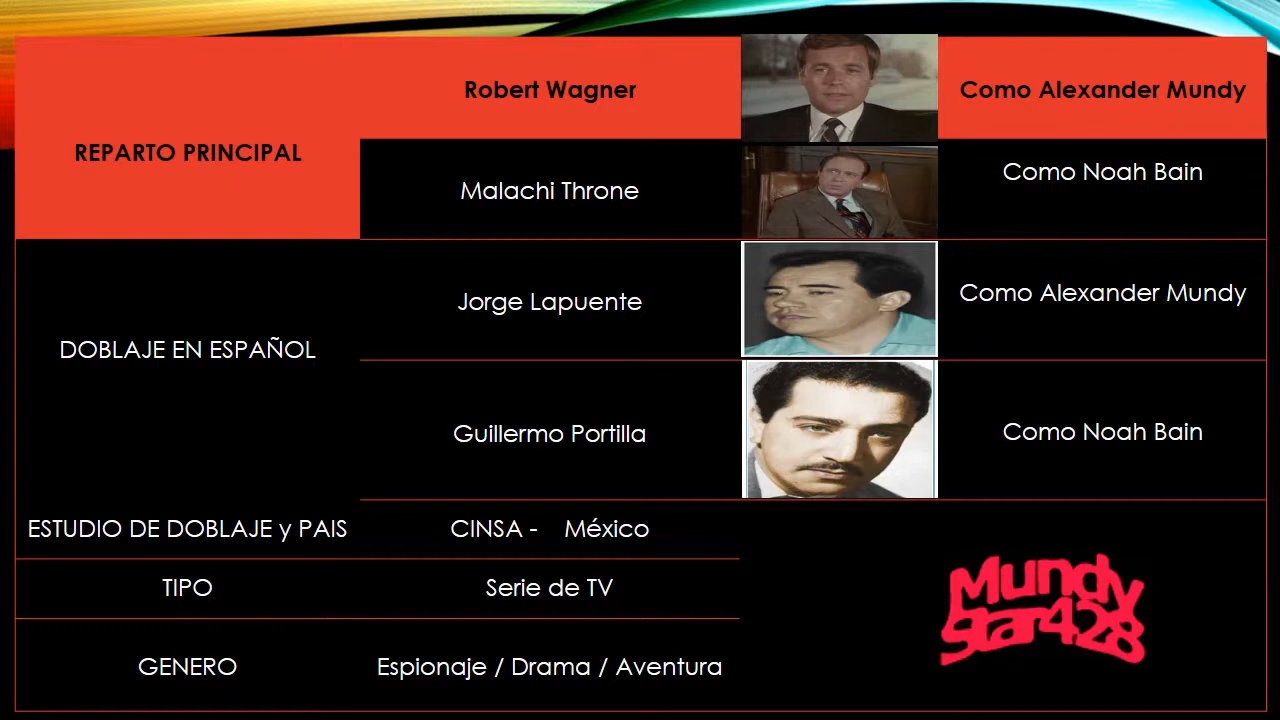 REPARTO PRINCIPAL
Robert Wagner
Como Alexander Mundy
Malachi Throne
Como Noah Bain
DOBLAJE EN ESPAÑOL
Jorge Lapuente
Como Alexander Mundy
Guillermo Portilla
Como Noah Bain
ESTUDIO DE DOBLAJE y PAIS
CINSA - México
TIPO
Serie de TV
GENERO
Espionaje / Drama / Aventura
Mundy
Star428